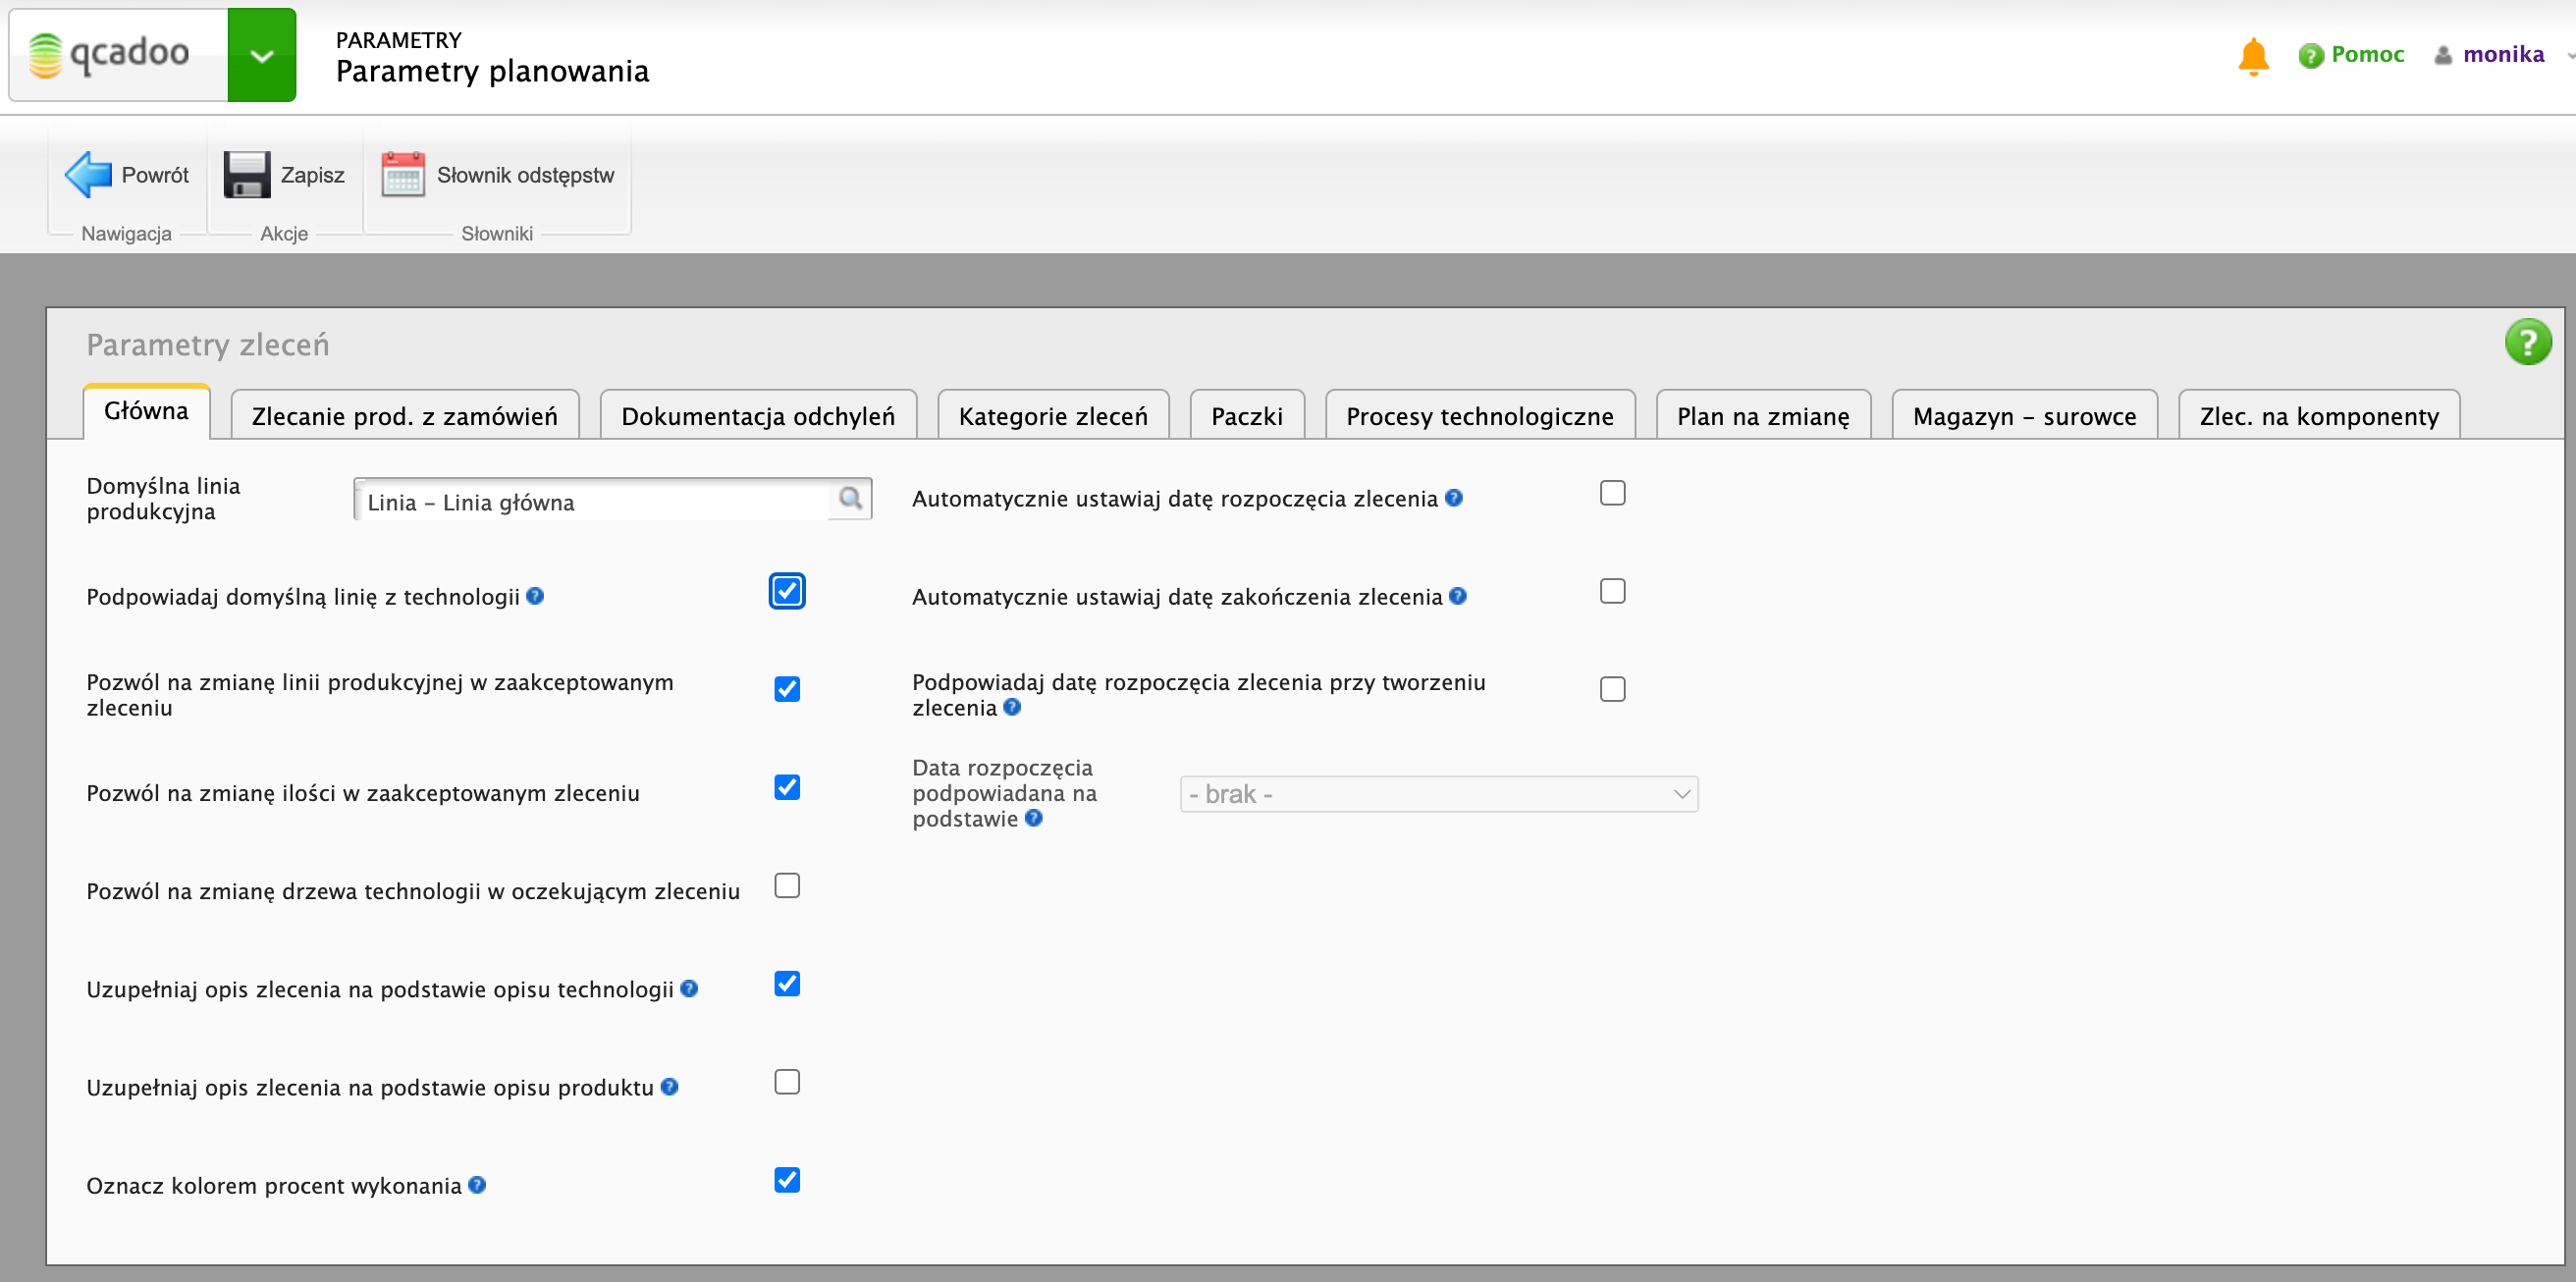 qcadoo
PARAMETRY
Parametry planowania
Pomoc
monika
Powrót
Zapisz
Słownik odstępstw
Nawigacja
Akcje
Słowniki
Parametry zleceń
Główna
Zlecanie prod. z zamówień
Dokumentacja odchyleń
Kategorie zleceń
Paczki
Procesy technologiczne
Plan na zmianę
Magazyn - surowce
Zlec. na komponenty
Domyślna linia
produkcyjna
Linia - Linia główna
Automatycznie ustawiaj datę rozpoczęcia zlecenia
Podpowiadaj domyślną linię z technologii
Automatycznie ustawiaj datę zakończenia zlecenia
Pozwól na zmianę linii produkcyjnej w zaakceptowanym
zleceniu
Podpowiadaj datę rozpoczęcia zlecenia przy tworzeniu
zlecenia
Pozwól na zmianę ilości w zaakceptowanym zleceniu
Data rozpoczęcia
podpowiadana na
podstawie
- brak -
Pozwól na zmianę drzewa technologii w oczekującym zleceniu
Uzupełniaj opis zlecenia na podstawie opisu technologii
Uzupełniaj opis zlecenia na podstawie opisu produktu
Oznacz kolorem procent wykonania